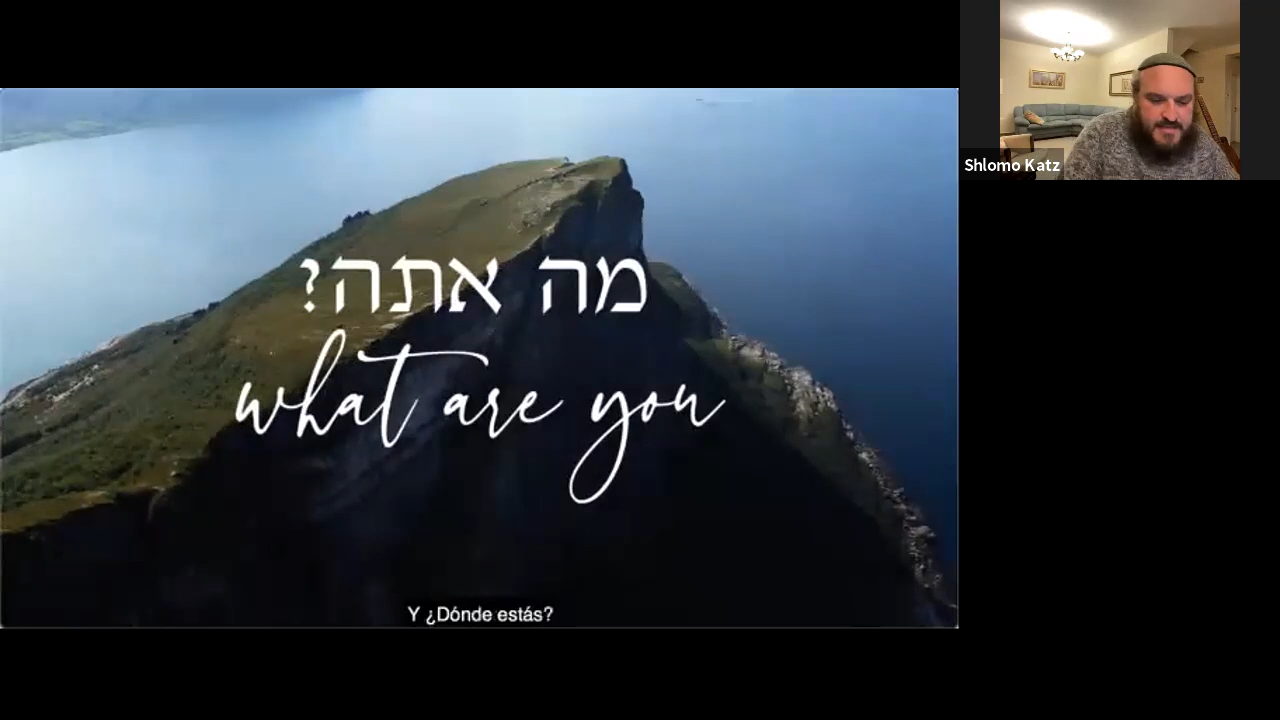 מה אתה?
what are you
Y ¿Dónde estás?
Shlomo Katz